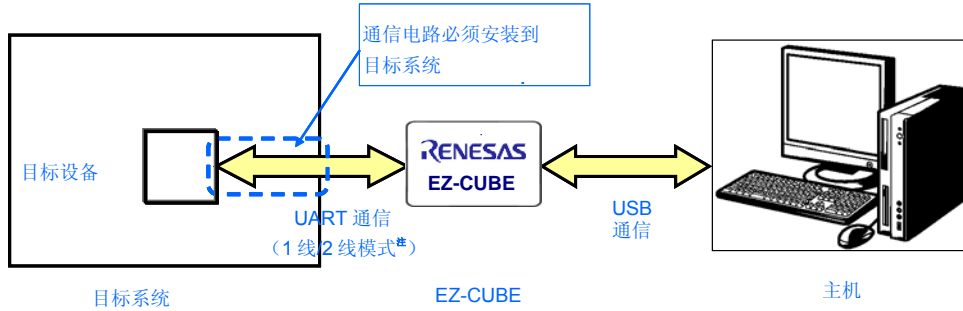 通信电路必须安装到
目标系统
目标设备
RENESAS
EZ-CUBE
UART 通信
（1 线/2 线模式注）
USB
通信
目标系统
EZ-CUBE
主机